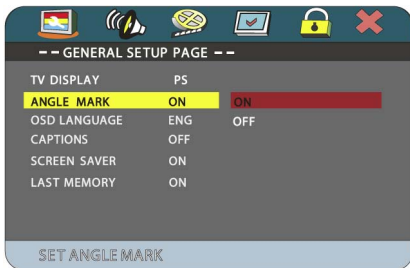 -- GENERAL SETUP PAGE --
TV DISPLAY PS
ANGLE MARK ON ON
OSD LANGUAGE ENG OFF
CAPTIONS OFF
SCREEN SAVER ON
LAST MEMORY ON
SET ANGLE MARK